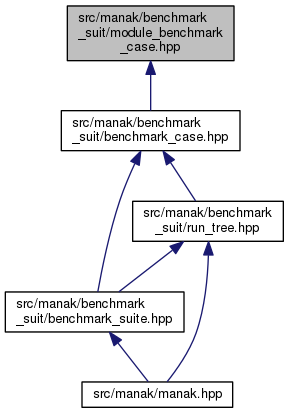 src/manak/benchmark
_suit/module_benchmark
_case.hpp
src/manak/benchmark
_suit/benchmark_case.hpp
src/manak/benchmark
_suit/run_tree.hpp
src/manak/benchmark
_suit/benchmark_suite.hpp
src/manak/manak.hpp